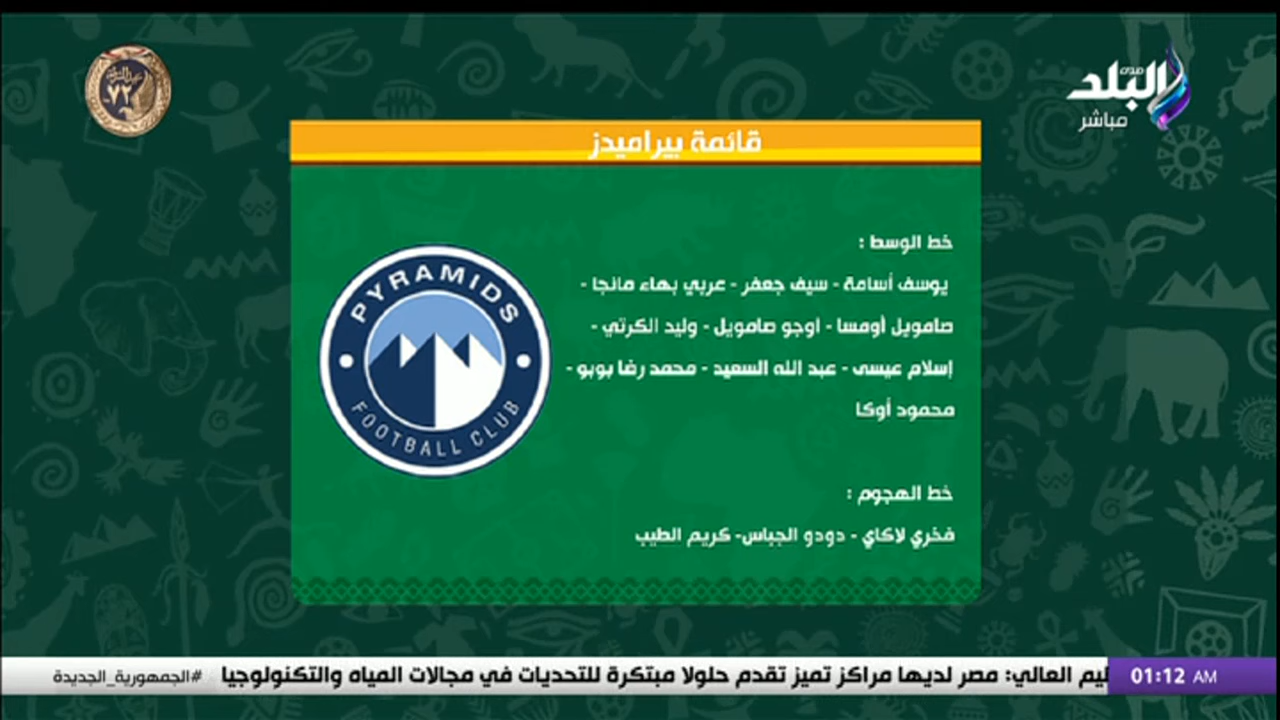 صدى
البلد
مباشر
٧٢
قائمة بيراميدز
خط الوسط :
يوسف أسامة - سيف جعفر - عربي بهاء مانجا -
صامويل أومسا - أوجو صامويل - وليد الكرتي -
إسلام عيسى - عبد الله السعيد - محمد رضا بوبو -
محمود أوكا
خط الهجوم :
فخري لاكاي - دودو الجباس- كريم الطيب
PYRAMIDS
FOOTBALL CLUB
01:12 AM
ليم العالي: مصر لديها مراكز تميز تقدم حلولا مبتكرة للتحديات في مجالات المياه والتكنولوجيا
#الجمهورية_الجديدة